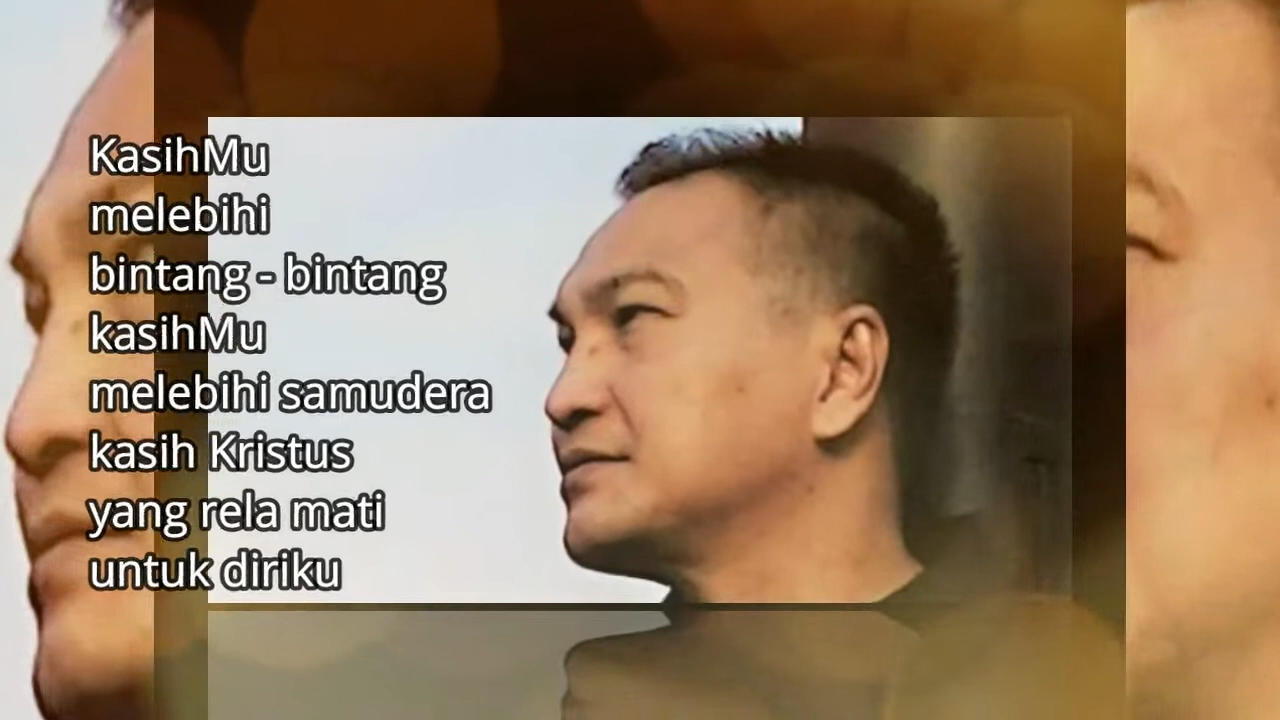 KasihMu
melebihi
bintang - bintang
kasihMu
melebihi samudera
kasih Kristus
yang rela mati
untuk diriku